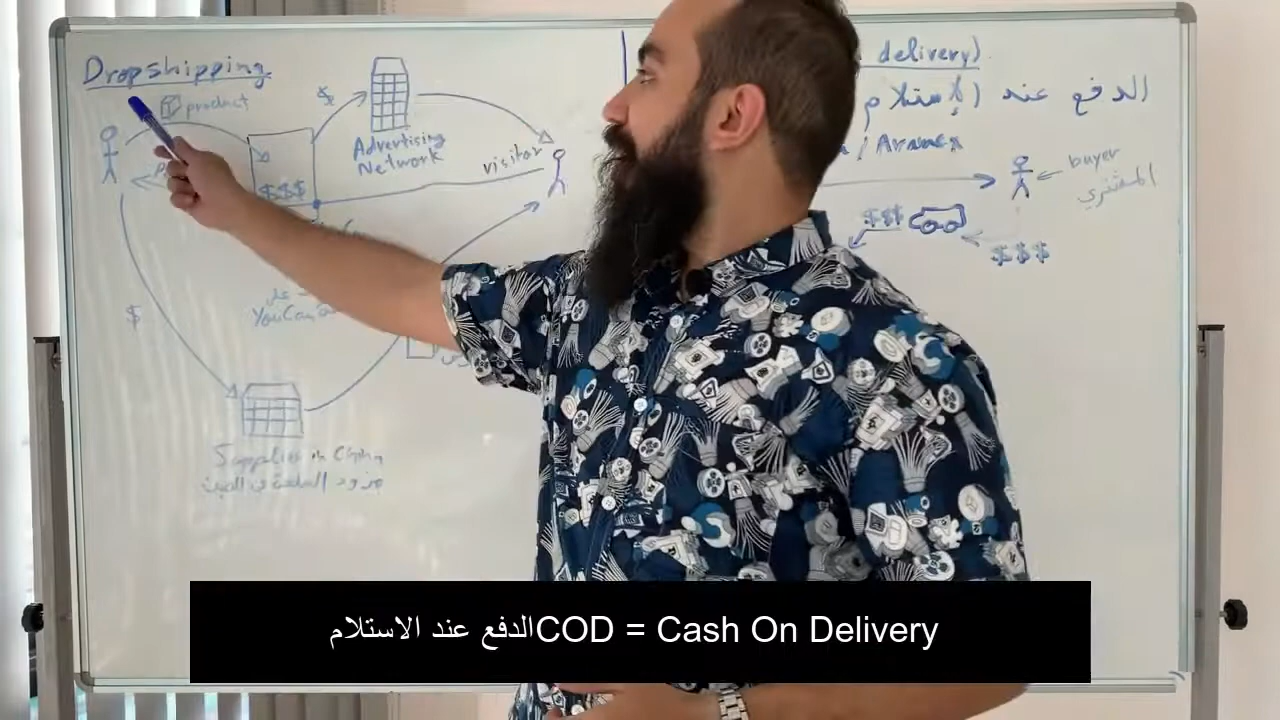 Dropshipping
product
$
Advertising
Network
visitor
$$$
على
YouCan
$
Supplier in China
مزود السلعة في الصين
delivery)
الدفع عند الإستلام
/ Aramex
buyer
المشتري
$$$
$$$
الدفع عند الاستلامCOD = Cash On Delivery